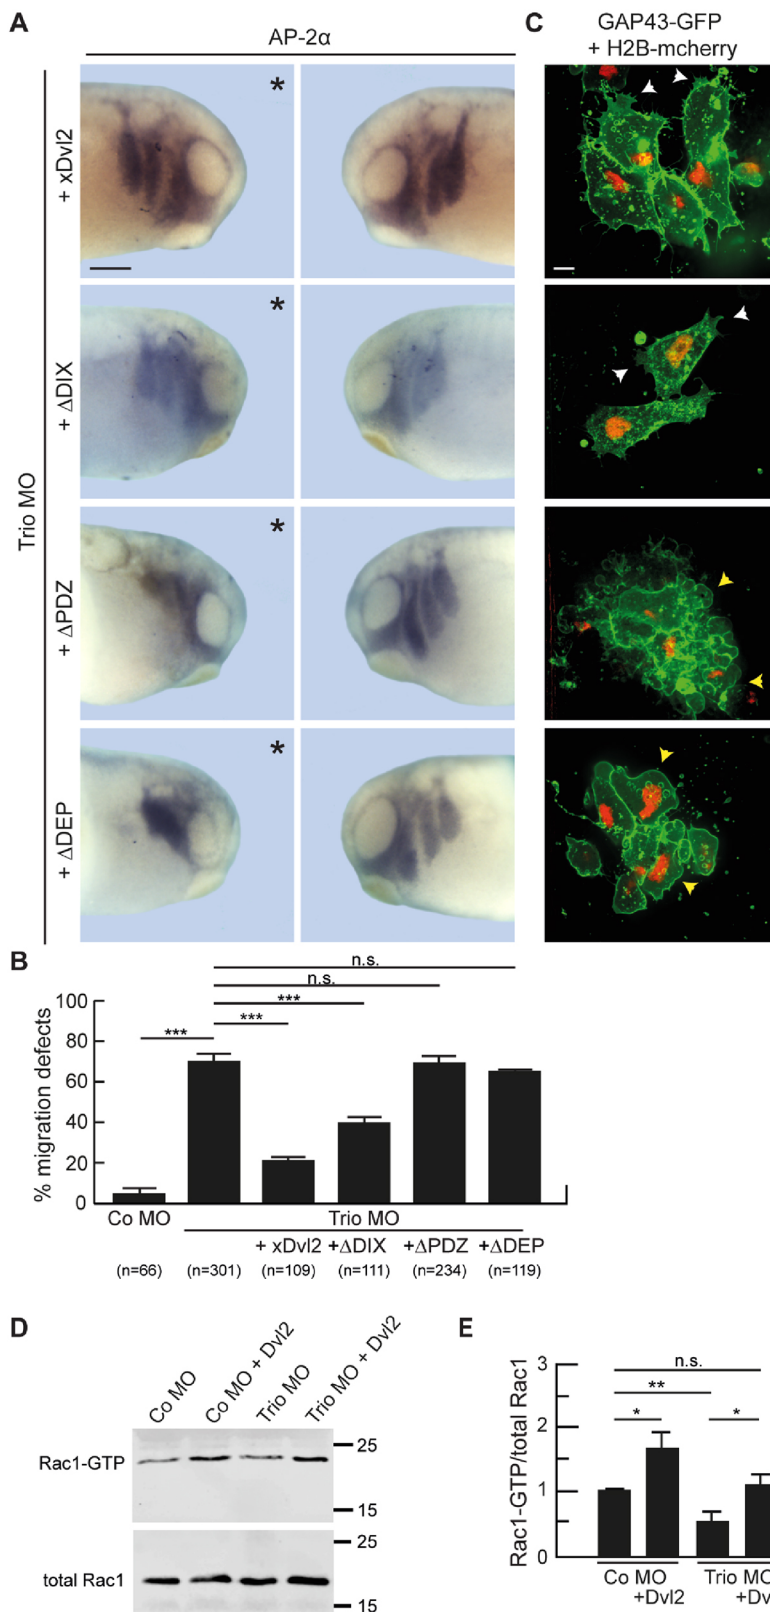 A
C
AP-2α
GAP43-GFP
+ H2B-mcherry
Trio MO
+ xDvl2
*
+ ΔDIX
*
+ ΔPDZ
*
+ ΔDEP
*
B
n.s.
n.s.
***
***
***
% migration defects
100
80
60
40
20
0
Co MO
Trio MO
+ xDvl2 +ΔDIX +ΔPDZ +ΔDEP
(n=66) (n=301) (n=109) (n=111) (n=234) (n=119)
D
Co MO
Co MO + Dvl2
Trio MO
Trio MO + Dvl2
Rac1-GTP
25
15
total Rac1
25
15
E
Rac1-GTP/total Rac1
3
2
1
0
n.s.
**
*
*
Co MO Trio MO
+Dvl2 +Dv